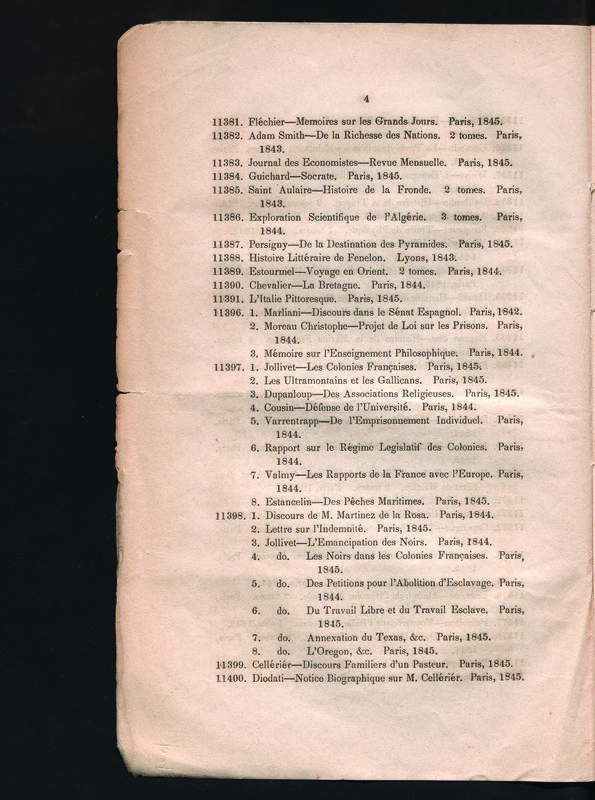 4
11381. Fléchier—Memoires sur les Grands Jours. Paris, 1845.
11382. Adam Smith—De la Richesse des Nations. 2 tomes. Paris,
1843.
11383. Journal des Economistes—Revue Mensuelle. Paris, 1845.
11384. Guichard—Socrate. Paris, 1845.
11385. Saint Aulaire—Histoire de la Fronde. 2 tomes. Paris,
1843.
11386. Exploration Scientifique de l'Algérie. 3 tomes. Paris,
1844.
11387. Persigny—De la Destination des Pyramides. Paris, 1845.
11388. Histoire Littéraire de Fenelon. Lyons, 1843.
11389. Estourmel—Voyage en Orient. 2 tomes. Paris, 1844.
11390. Chevalier—La Bretagne. Paris, 1844.
11391. L'Italie Pittoresque. Paris, 1845.
11396. 1. Marliani—Discours dans le Sénat Espagnol. Paris, 1842.
2. Moreau Christophe—Projet de Loi sur les Prisons. Paris,
1844.
3. Mémoire sur l'Enseignement Philosophique. Paris, 1844.
11397. 1. Jollivet—Les Colonies Françaises. Paris, 1845.
2. Les Ultramontains et les Gallicans. Paris, 1845.
3. Dupanloup—Des Associations Religieuses. Paris, 1845.
4. Cousin—Défense de l'Université. Paris, 1844.
5. Varrentrapp—De l'Emprisonnement Individuel. Paris,
1844.
6. Rapport sur le Régime Legislatif des Colonies. Paris,
1844.
7. Valmy—Les Rapports de la France avec l'Europe. Paris,
1844.
8. Estancelin—Des Pêches Maritimes. Paris, 1845.
11398. 1. Discours de M. Martinez de la Rosa. Paris, 1844.
2. Lettre sur l'Indemnité. Paris, 1845.
3. Jollivet—L'Emancipation des Noirs. Paris, 1844.
4. do. Les Noirs dans les Colonies Françaises. Paris,
1845.
5. do. Des Petitions pour l'Abolition d'Esclavage. Paris,
1844.
6. do. Du Travail Libre et du Travail Esclave. Paris,
1845.
7. do. Annexation du Texas, &c. Paris, 1845.
8. do. L'Oregon, &c. Paris, 1845.
11399. Cellériér—Discours Familiers d'un Pasteur. Paris, 1845.
11400. Diodati—Notice Biographique sur M. Cellériér. Paris, 1845.